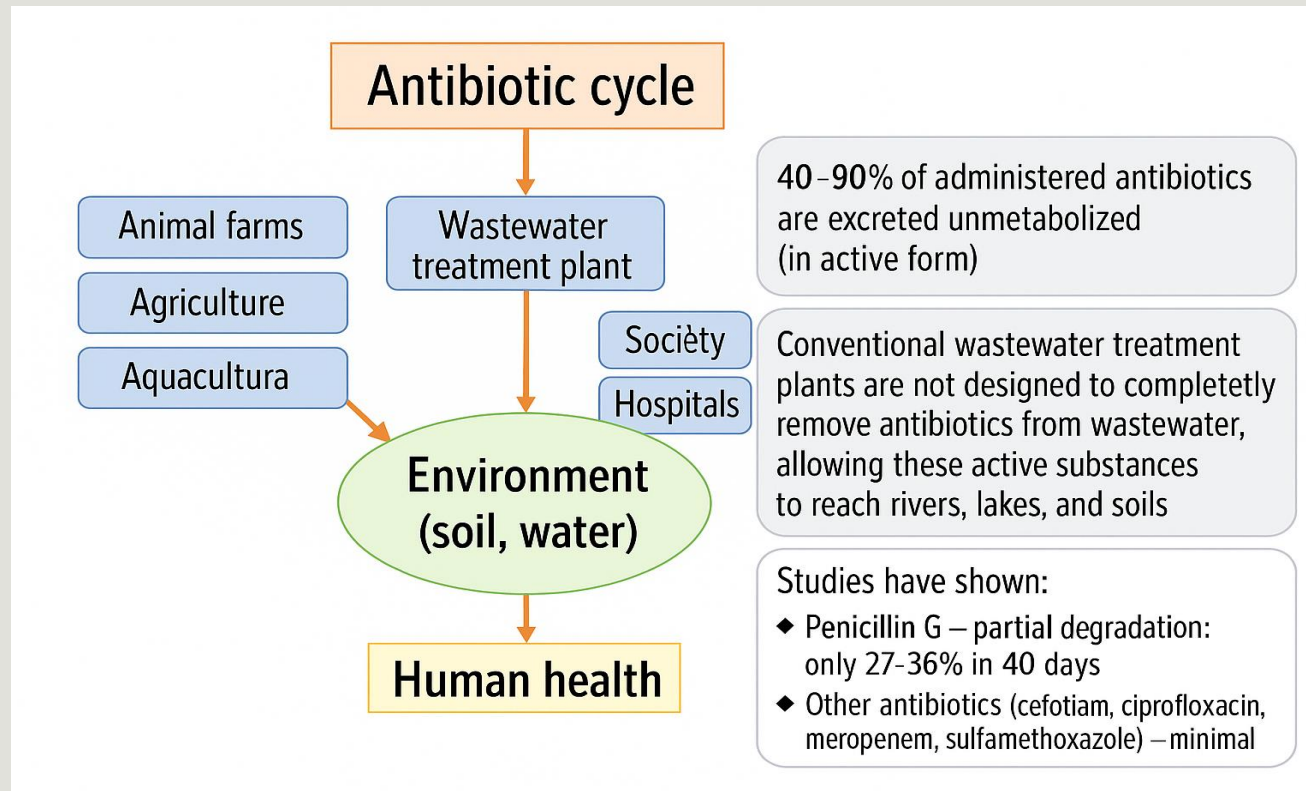 Antibiotic cycle
Animal farms
Agriculture
Aquacultura
Wastewater
treatment plant
Sociėty
Hospitals
Environment
(soil, water)
Human health
40–90% of administered antibiotics
are excreted unmetabolized
(in active form)
Conventional wastewater treatment
plants are not designed to completetly
remove antibiotics from wastewater,
allowing these active substances
to reach rivers, lakes, and soils
Studies have shown:
◆ Penicillin G – partial degradation:
only 27–36% in 40 days
◆ Other antibiotics (cefotiam, ciprofloxacin,
meropenem, sulfamethoxazole) – minimal